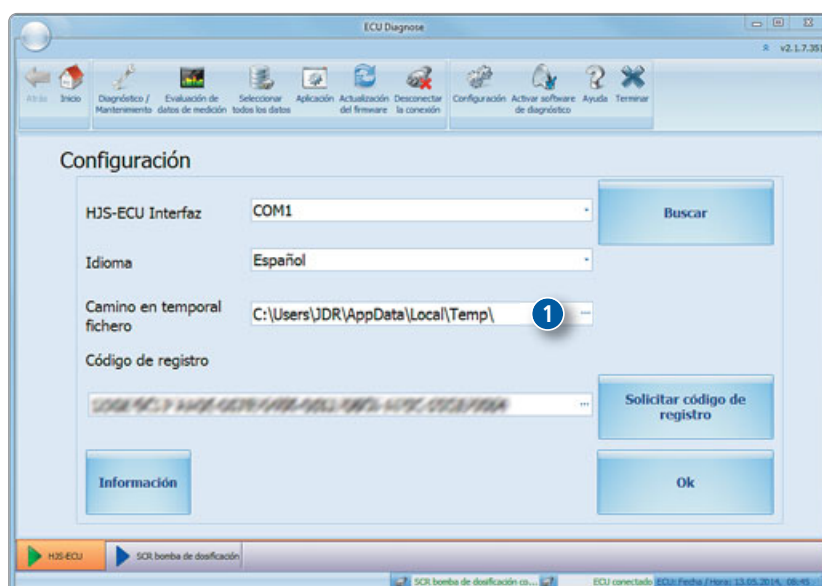 ECU Diagnose
v2.1.7.351
Atrás
Inicio
Diagnóstico /
Mantenimiento
Evaluación de
datos de medición
Seleccionar
todos los datos
Aplicación
Actualización
del firmware
Desconectar
la conexión
Configuración
Activar software
de diagnóstico
Ayuda
Terminar
Configuración
HJS-ECU Interfaz
COM1
Buscar
Idioma
Español
Camino en temporal
fichero
C:\Users\JDR\AppData\Local\Temp\
1
...
Código de registro
...
Solicitar código de
registro
Información
Ok
HJS-ECU
SCR bomba de dosificación
SCR bomba de dosificación co...
ECU conectado
ECU: Fecha / Hora: 13.05.2014, 08:45